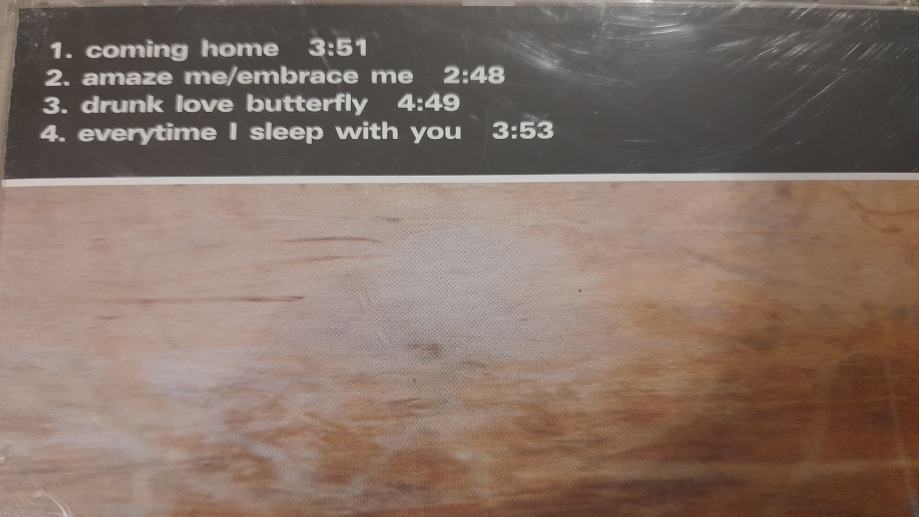 1. coming home 3:51
2. amaze me/embrace me 2:48
3. drunk love butterfly 4:49
4. everytime I sleep with you 3:53